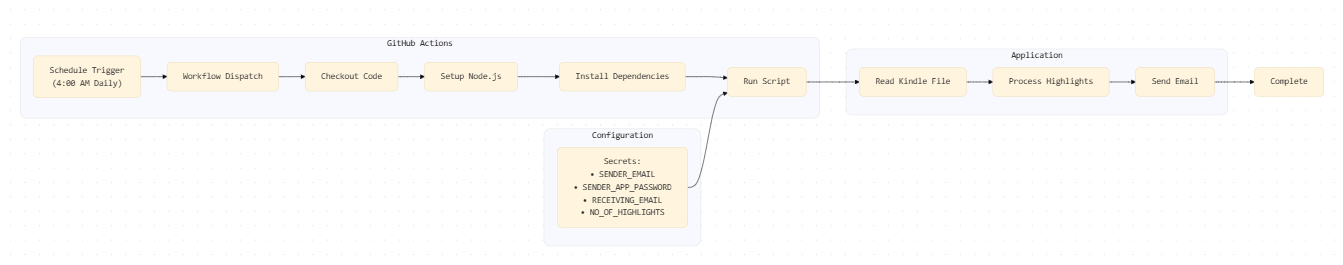 GitHub Actions
Schedule Trigger
(4:00 AM Daily)
Workflow Dispatch
Checkout Code
Setup Node.js
Install Dependencies
Run Script
Application
Read Kindle File
Process Highlights
Send Email
Complete
Configuration
Secrets:
• SENDER_EMAIL
• SENDER_APP_PASSWORD
• RECEIVING_EMAIL
• NO_OF_HIGHLIGHTS